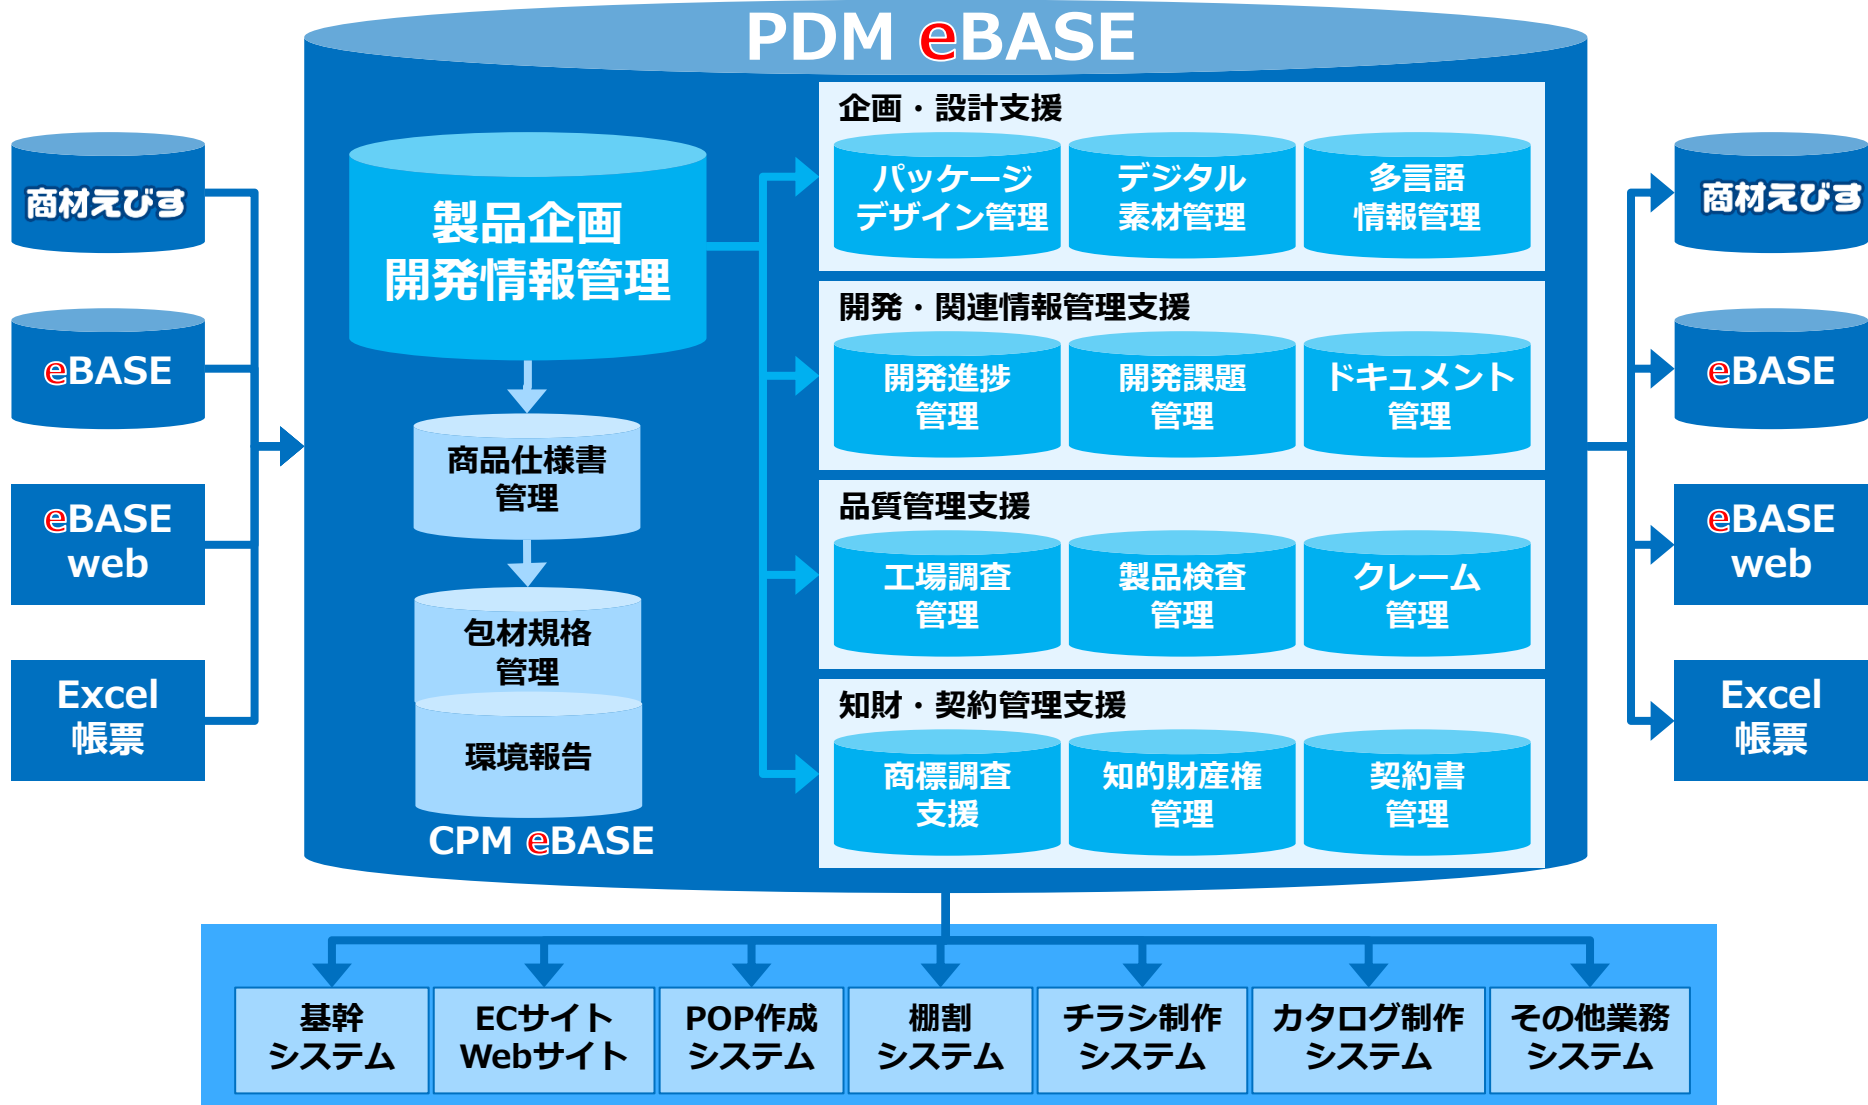 PDM eBASE
商材えびす
eBASE
eBASE
web
Excel
帳票
製品企画
開発情報管理
商品仕様書
管理
包材規格
管理
環境報告
CPM eBASE
企画・設計支援
パッケージ
デザイン管理
デジタル
素材管理
多言語
情報管理
開発・関連情報管理支援
開発進捗
管理
開発課題
管理
ドキュメント
管理
品質管理支援
工場調査
管理
製品検査
管理
クレーム
管理
知財・契約管理支援
商標調査
支援
知的財産権
管理
契約書
管理
商材えびす
eBASE
eBASE
web
Excel
帳票
基幹
システム
ECサイト
Webサイト
POP作成
システム
棚割
システム
チラシ制作
システム
カタログ制作
システム
その他業務
システム